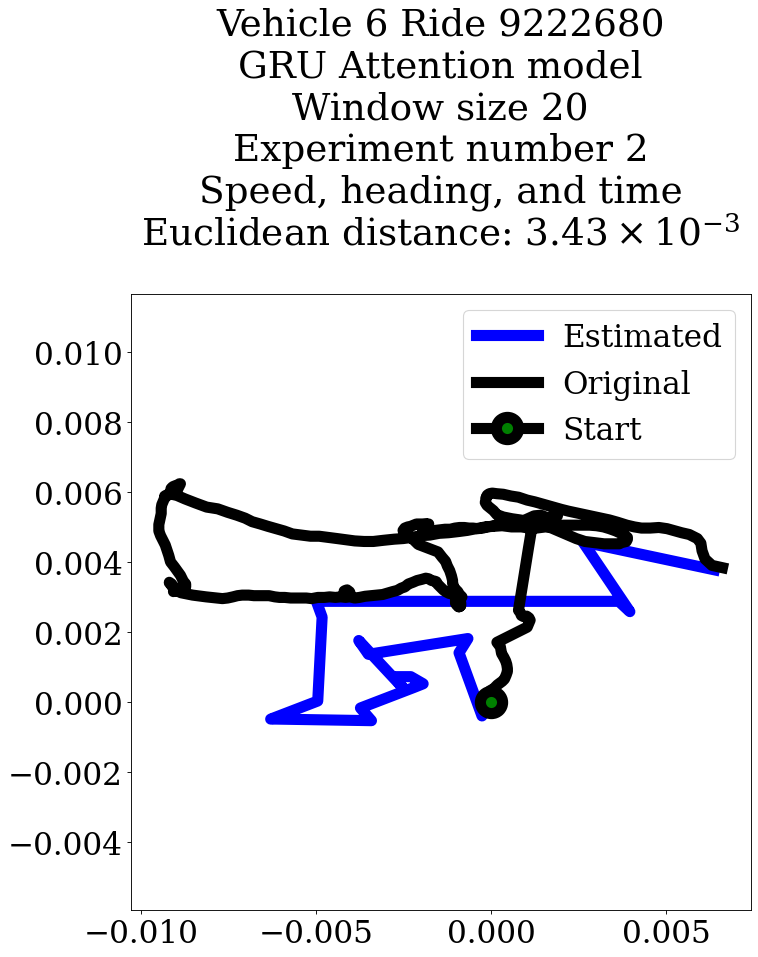 Vehicle 6 Ride 9222680
GRU Attention model
Window size 20
Experiment number 2
Speed, heading, and time
Euclidean distance: 3.43 × 10⁻³
Estimated
Original
Start
0.010
0.008
0.006
0.004
0.002
0.000
−0.002
−0.004
−0.010
−0.005
0.000
0.005